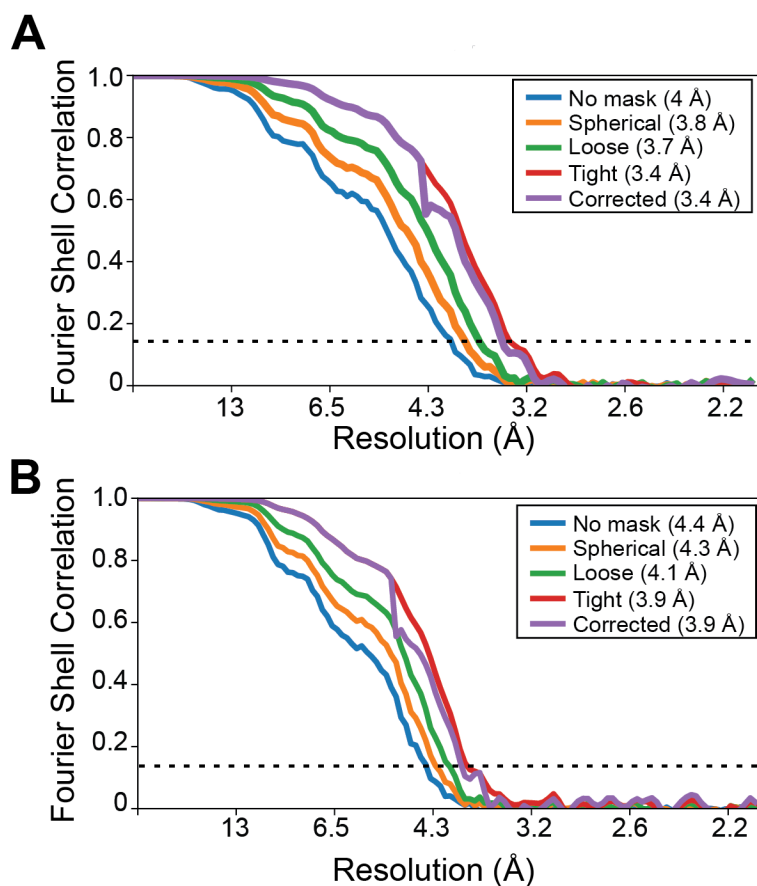 A
Fourier Shell Correlation
1.0
0.8
0.6
0.4
0.2
0
No mask (4 Å)
Spherical (3.8 Å)
Loose (3.7 Å)
Tight (3.4 Å)
Corrected (3.4 Å)
13 6.5 4.3 3.2 2.6 2.2
Resolution (Å)
B
Fourier Shell Correlation
1.0
0.8
0.6
0.4
0.2
0
No mask (4.4 Å)
Spherical (4.3 Å)
Loose (4.1 Å)
Tight (3.9 Å)
Corrected (3.9 Å)
13 6.5 4.3 3.2 2.6 2.2
Resolution (Å)